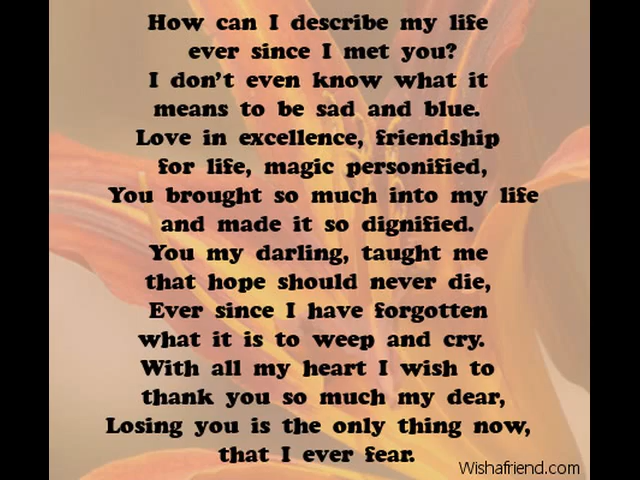 How can I describe my life
ever since I met you?
I don't even know what it
means to be sad and blue.
Love in excellence, friendship
for life, magic personified,
You brought so much into my life
and made it so dignified.
You my darling, taught me
that hope should never die,
Ever since I have forgotten
what it is to weep and cry.
With all my heart I wish to
thank you so much my dear,
Losing you is the only thing now,
that I ever fear.
Wishafriend.com